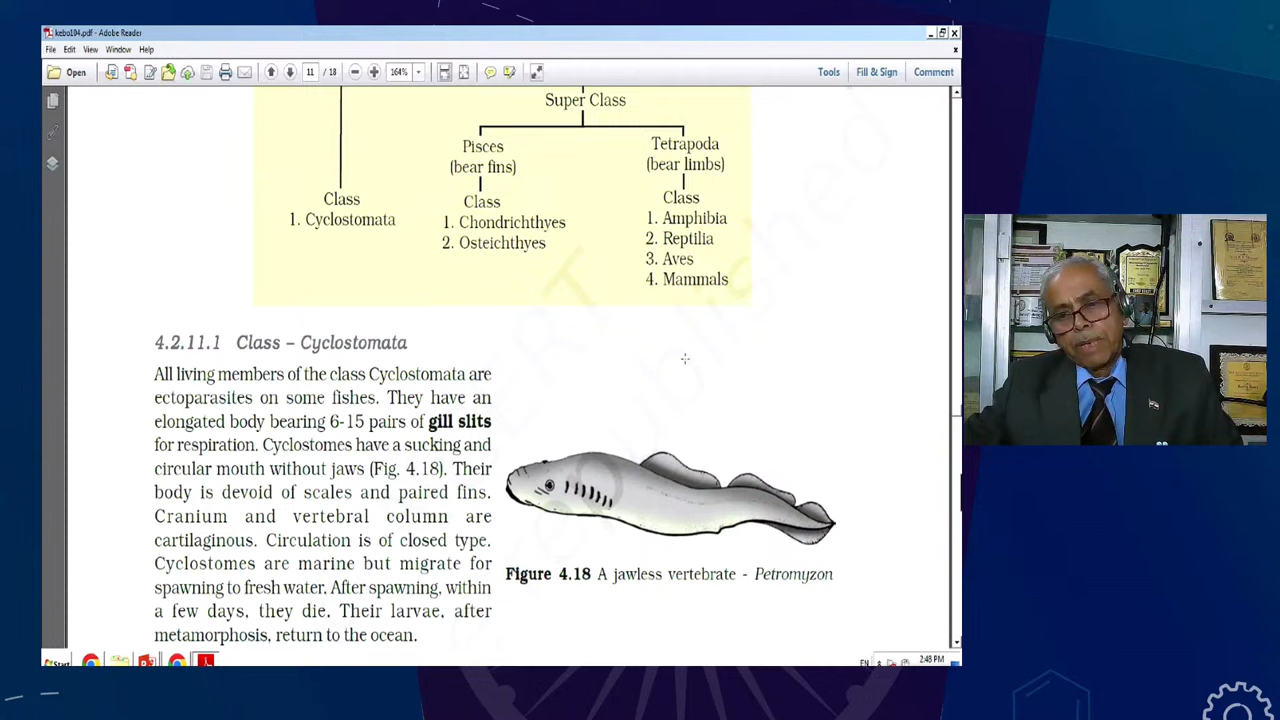 kebo104.pdf - Adobe Reader
File Edit View Window Help
Open 11 / 18 164% Tools Fill & Sign Comment
Super Class
Pisces Tetrapoda
(bear fins) (bear limbs)
Class Class Class
1. Cyclostomata 1. Chondrichthyes 1. Amphibia
2. Osteichthyes 2. Reptilia
3. Aves
4. Mammals
4.2.11.1 Class – Cyclostomata
All living members of the class Cyclostomata are
ectoparasites on some fishes. They have an
elongated body bearing 6-15 pairs of gill slits
for respiration. Cyclostomes have a sucking and
circular mouth without jaws (Fig. 4.18). Their
body is devoid of scales and paired fins.
Cranium and vertebral column are
cartilaginous. Circulation is of closed type.
Cyclostomes are marine but migrate for
spawning to fresh water. After spawning, within
a few days, they die. Their larvae, after
metamorphosis, return to the ocean.
Figure 4.18 A jawless vertebrate - Petromyzon
Start EN 2:48 PM